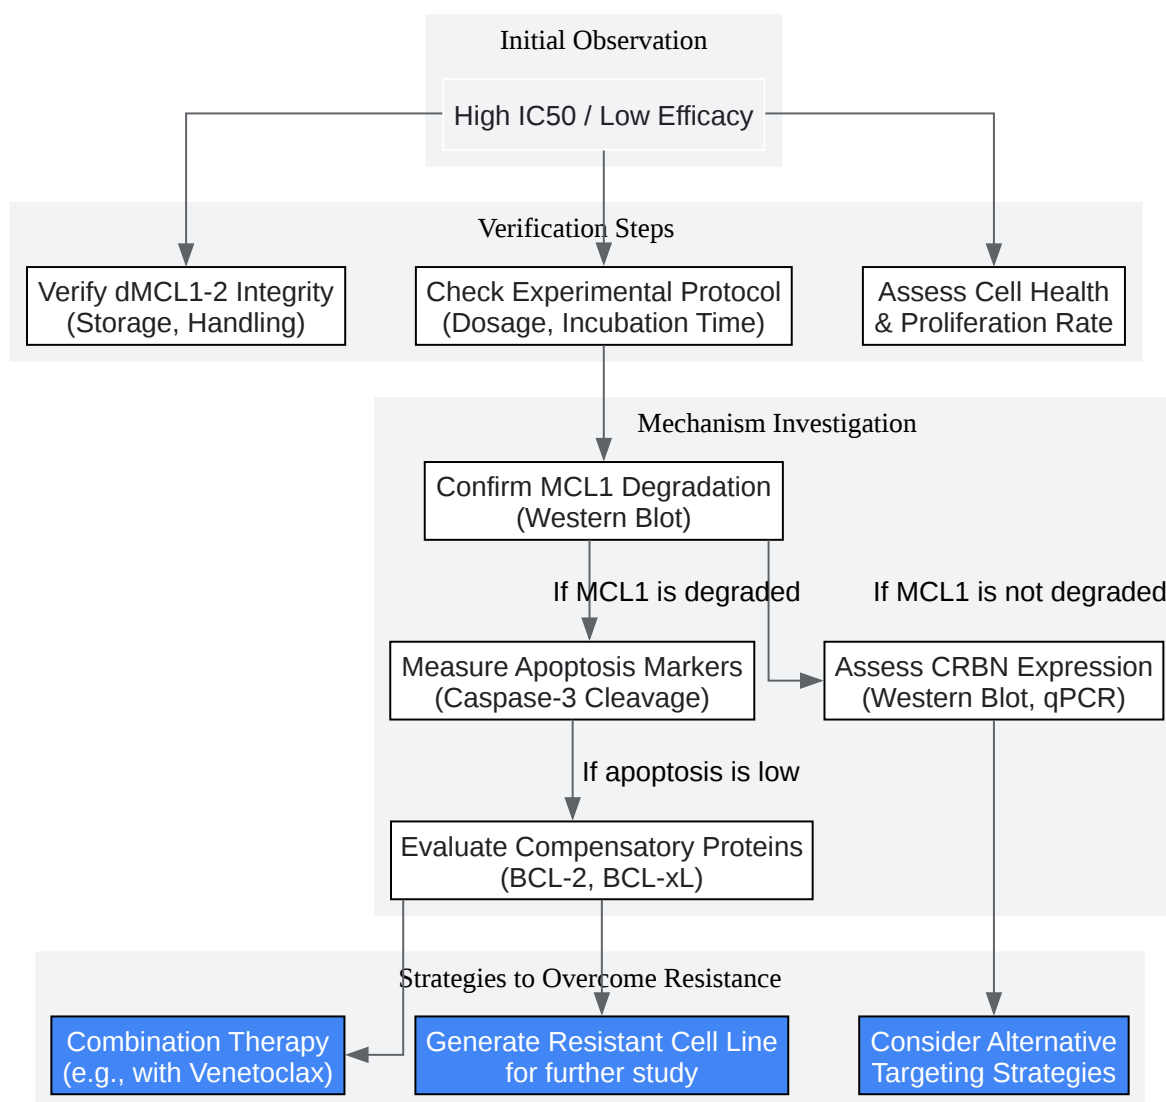 Initial Observation
High IC50 / Low Efficacy
Verification Steps
Verify dMCL1-2 Integrity
(Storage, Handling)
Check Experimental Protocol
(Dosage, Incubation Time)
Assess Cell Health
& Proliferation Rate
Mechanism Investigation
Confirm MCL1 Degradation
(Western Blot)
If MCL1 is degraded
If MCL1 is not degraded
Measure Apoptosis Markers
(Caspase-3 Cleavage)
Assess CRBN Expression
(Western Blot, qPCR)
If apoptosis is low
Evaluate Compensatory Proteins
(BCL-2, BCL-xL)
Strategies to Overcome Resistance
Combination Therapy
(e.g., with Venetoclax)
Generate Resistant Cell Line
for further study
Consider Alternative
Targeting Strategies